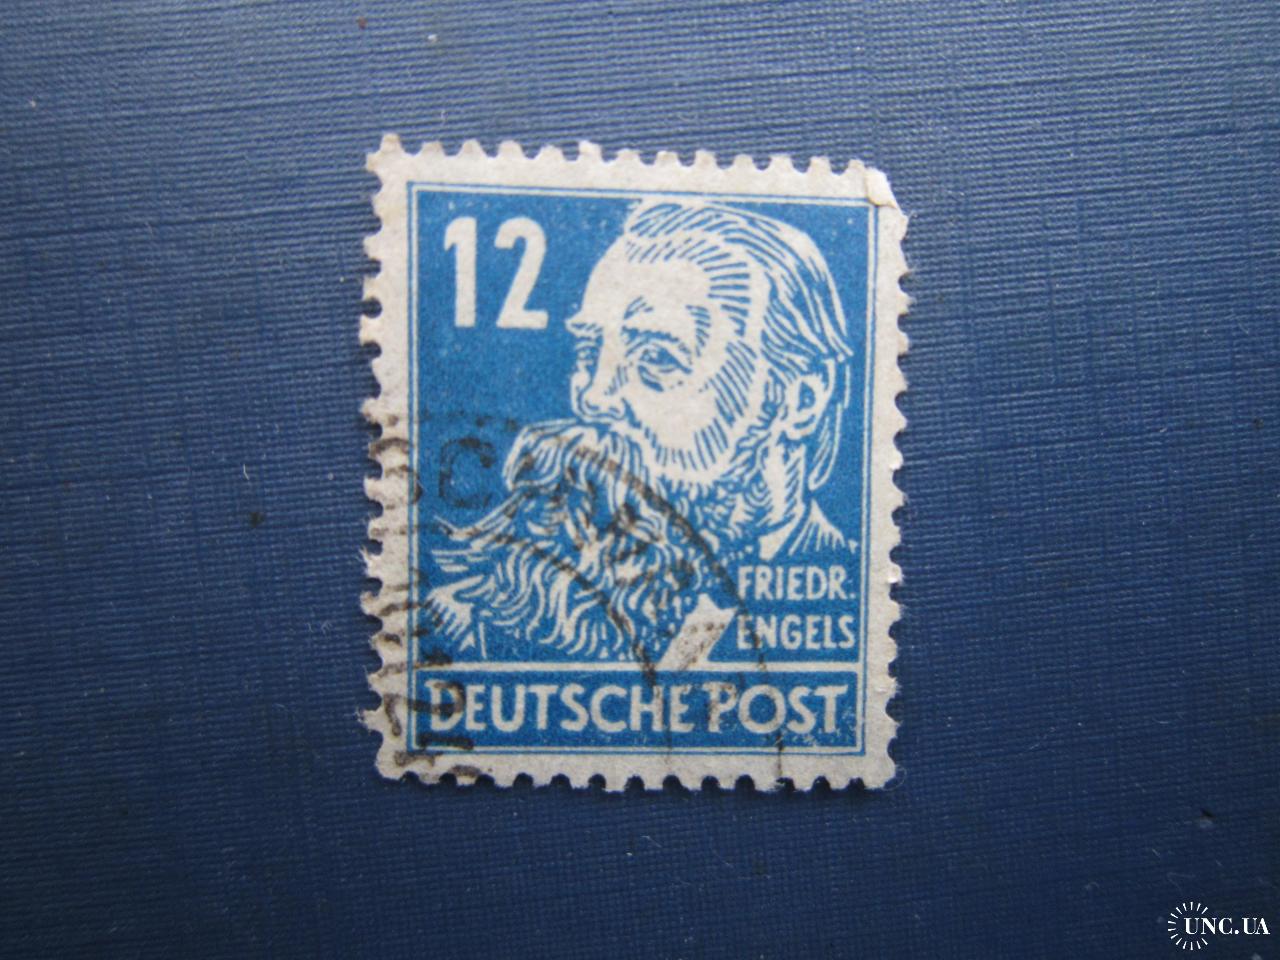 12
FRIEDR.
ENGELS
DEUTSCHE POST
UNC.UA